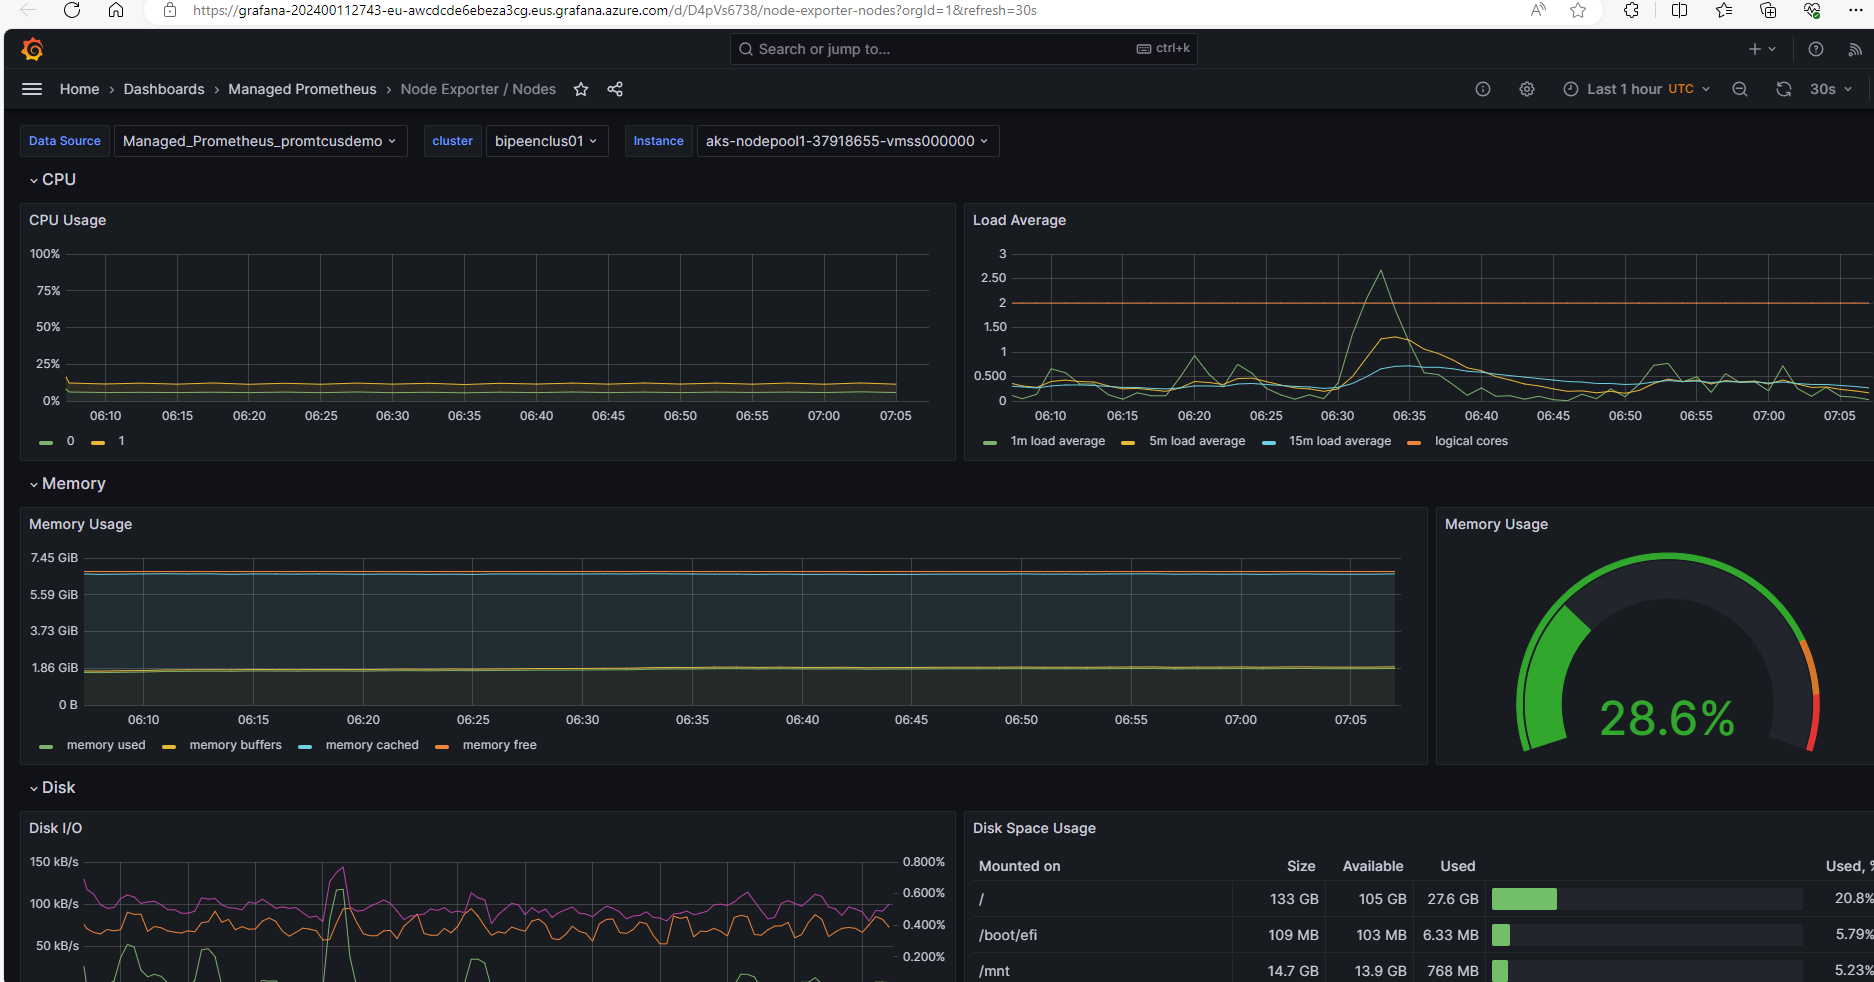 https://grafana-202400112743-eu-awcdcde6ebeza3cg.eus.grafana.azure.com/d/D4pVs6738/node-exporter-nodes?orgId=1&refresh=30s
Search or jump to... ctrl+k
Home › Dashboards › Managed Prometheus › Node Exporter / Nodes
Last 1 hour UTC 30s
Data Source Managed_Prometheus_promtcusdemo cluster bipeenclus01 Instance aks-nodepool1-37918655-vmss000000
CPU
CPU Usage
100%
75%
50%
25%
0%
06:10 06:15 06:20 06:25 06:30 06:35 06:40 06:45 06:50 06:55 07:00 07:05
0 1
Load Average
3
2.50
2
1.50
1
0.500
0
06:10 06:15 06:20 06:25 06:30 06:35 06:40 06:45 06:50 06:55 07:00 07:05
1m load average 5m load average 15m load average logical cores
Memory
Memory Usage
7.45 GiB
5.59 GiB
3.73 GiB
1.86 GiB
0 B
06:10 06:15 06:20 06:25 06:30 06:35 06:40 06:45 06:50 06:55 07:00 07:05
memory used memory buffers memory cached memory free
Memory Usage
28.6%
Disk
Disk I/O
150 kB/s
100 kB/s
50 kB/s
0.800%
0.600%
0.400%
0.200%
Disk Space Usage
Mounted on Size Available Used Used, %
/ 133 GB 105 GB 27.6 GB 20.8%
/boot/efi 109 MB 103 MB 6.33 MB 5.79%
/mnt 14.7 GB 13.9 GB 768 MB 5.23%